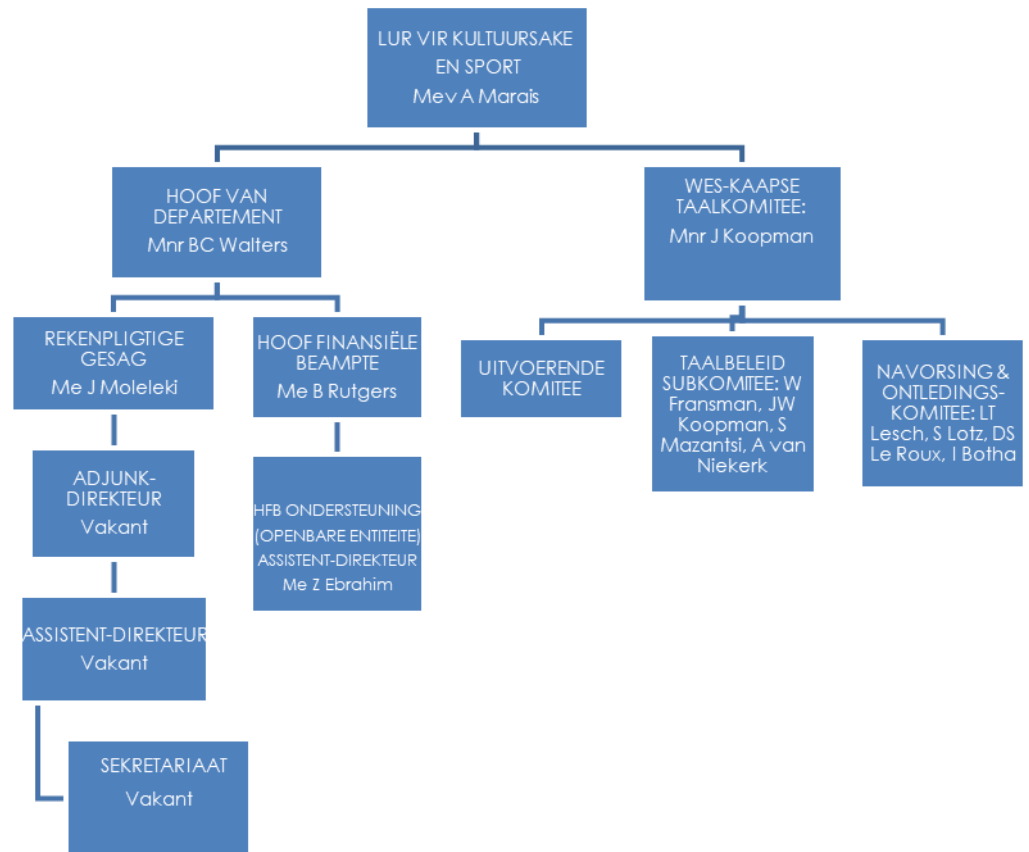 LUR VIR KULTUURSAKE
EN SPORT
Mev A Marais
HOOF VAN
DEPARTEMENT
Mnr BC Walters
WES-KAAPSE
TAALKOMITEE:
Mnr J Koopman
REKENPLIGTIGE
GESAG
Me J Moleleki
HOOF FINANSIËLE
BEAMPTE
Me B Rutgers
UITVOERENDE
KOMITEE
TAALBELEID
SUBKOMITEE: W
Fransman, JW
Koopman, S
Mazantsi, A van
Niekerk
NAVORSING &
ONTLEDINGS-
KOMITEE: LT
Lesch, S Lotz, DS
Le Roux, I Botha
ADJUNK-
DIREKTEUR
Vakant
HFB ONDERSTEUNING
(OPENBARE ENTITEITE)
ASSISTENT-DIREKTEUR
Me Z Ebrahim
ASSISTENT-DIREKTEUR
Vakant
SEKRETARIAAT
Vakant